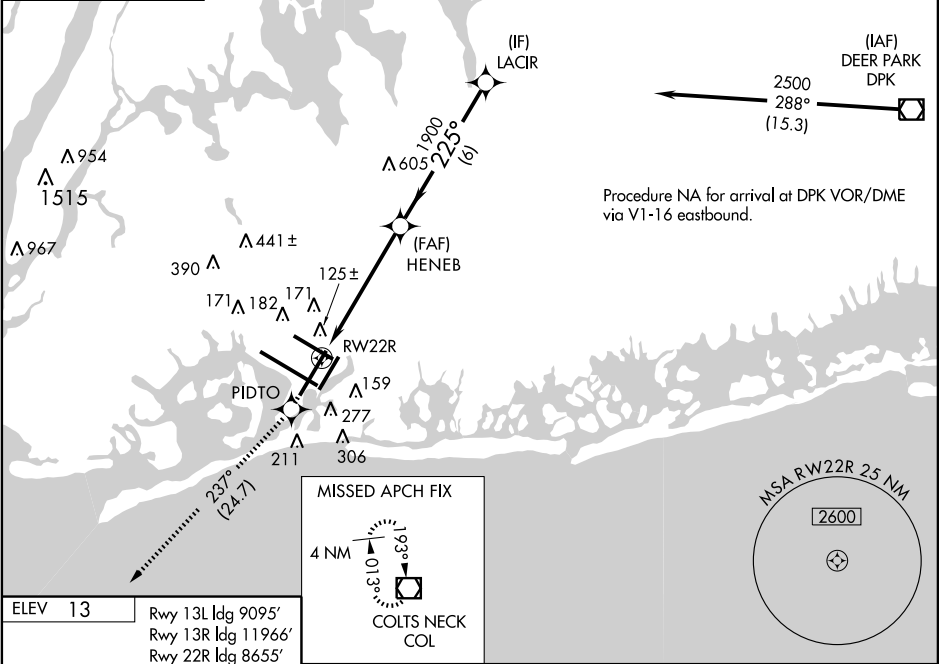 (IF)
LACIR
(IAF)
DEER PARK
DPK
2500
288°
(15.3)
1900
225°
(6)
954
1515
605
Procedure NA for arrival at DPK VOR/DME
via V1-16 eastbound.
967
441±
(FAF)
HENEB
390
125±
171
182
171
RW22R
159
PIDTO
277
211
306
237°
(24.7)
MISSED APCH FIX
4 NM
193°
013°
COLTS NECK
COL
MSA RW22R 25 NM
2600
ELEV 13
Rwy 13L ldg 9095'
Rwy 13R ldg 11966'
Rwy 22R ldg 8655'